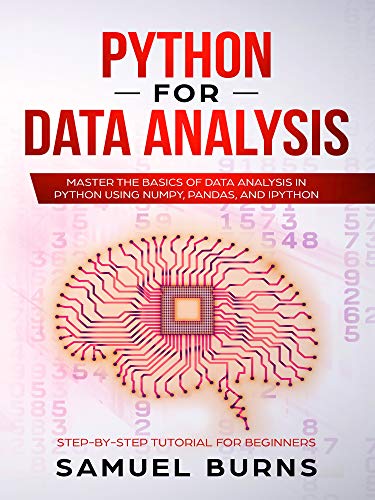 PYTHON
FOR
DATA ANALYSIS
MASTER THE BASICS OF DATA ANALYSIS IN
PYTHON USING NUMPY, PANDAS, AND IPYTHON
STEP-BY-STEP TUTORIAL FOR BEGINNERS
SAMUEL BURNS